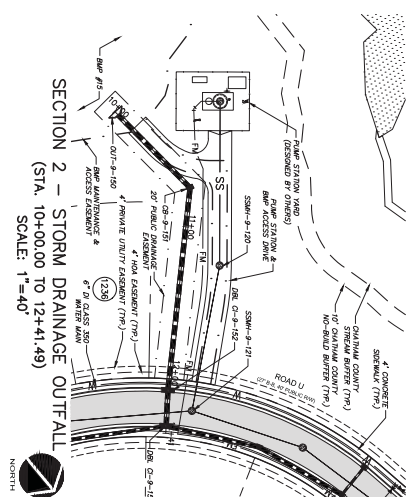 SECTION 2 - STORM DRAINAGE OUTFALL
(STA. 10+00.00 TO 12+41.49)
SCALE: 1"=40'
NORTH
BMP #15
10+00
OUT-9-150
BMP MAINTENANCE &
ACCESS EASEMENT
CB-9-151
20' PUBLIC DRAINAGE
EASEMENT
4' PRIVATE UTILITY EASEMENT (TYP.)
4' HOA EASEMENT (TYP.)
1236
6" DI CLASS 350
WATER MAIN
11+00
FM
FM
SS
PUMP STATION YARD
(DESIGNED BY OTHERS)
PUMP STATION &
BMP ACCESS DRIVE
SSMH-9-120
DBL CI-9-152
SSMH-9-121
ROAD U
CHATHAM COUNTY
STREAM BUFFER (TYP.)
10' CHATHAM COUNTY
NO-BUILD BUFFER (TYP.)
4' CONCRETE
SIDEWALK (TYP.)